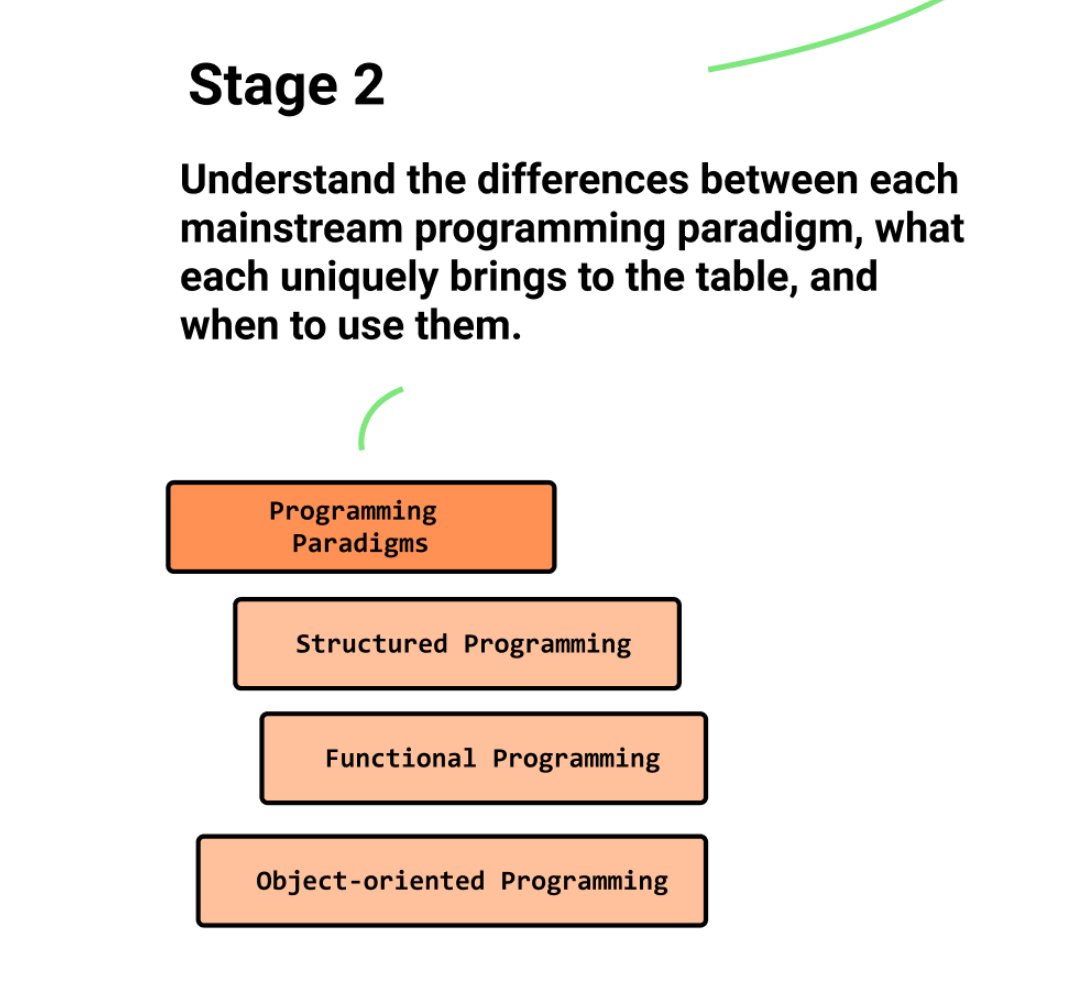 Stage 2
Understand the differences between each
mainstream programming paradigm, what
each uniquely brings to the table, and
when to use them.
Programming
Paradigms
Structured Programming
Functional Programming
Object-oriented Programming